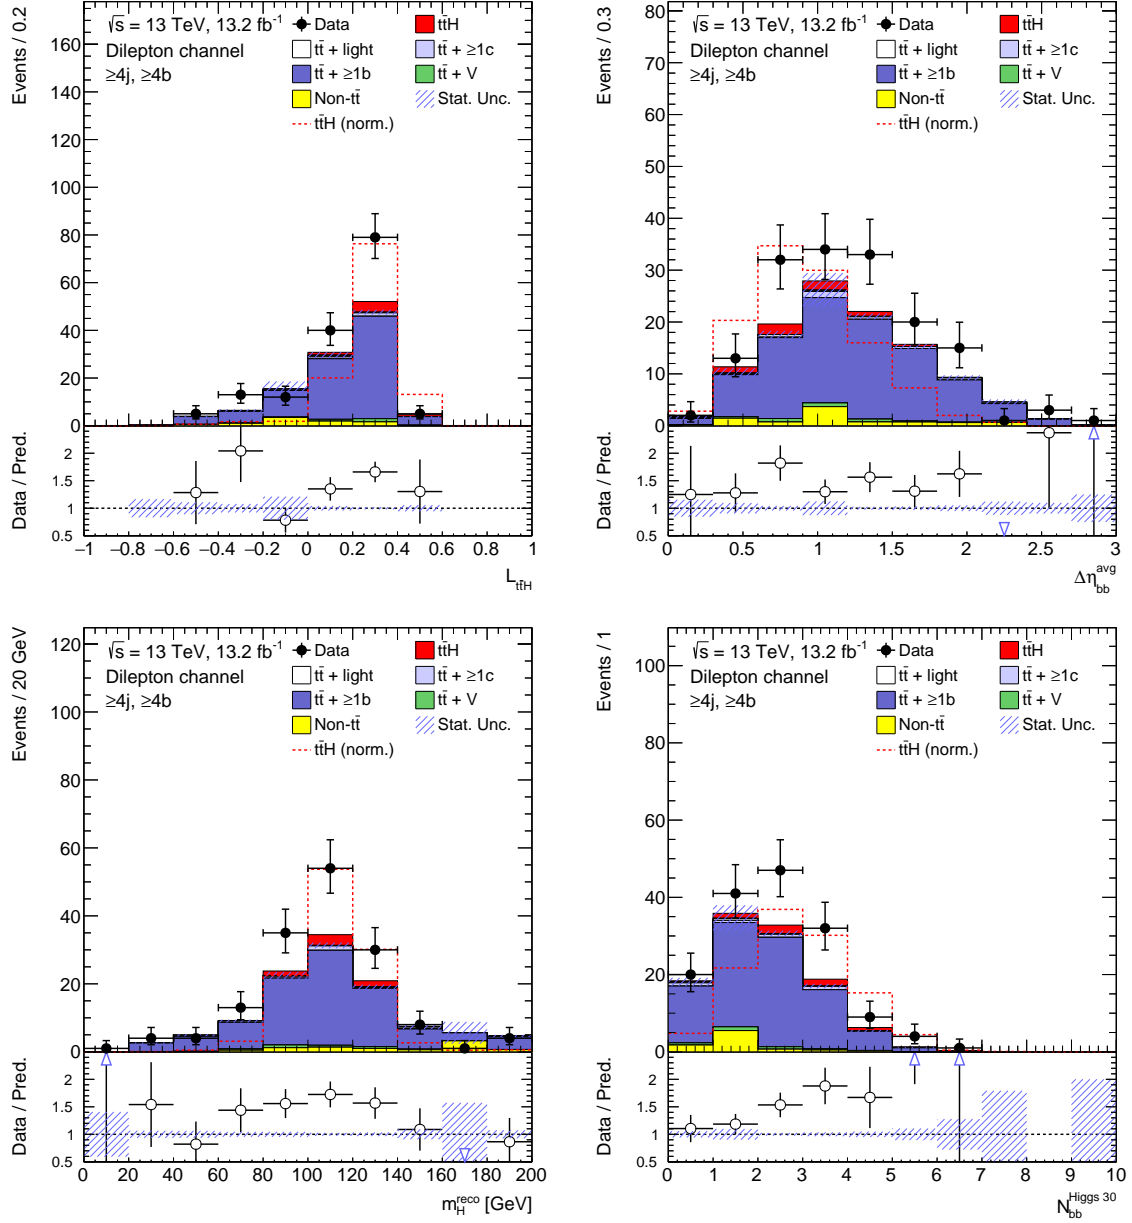 Events / 0.2
√s = 13 TeV, 13.2 fb⁻¹
Dilepton channel
≥4j, ≥4b
Data
tt̄H
tt̄ + light
tt̄ + ≥1c
tt̄ + ≥1b
tt̄ + V
Non-tt̄
Stat. Unc.
tt̄H (norm.)
160
140
120
100
80
60
40
20
0
Data / Pred.
2
1.5
1
0.5
−1 −0.8 −0.6 −0.4 −0.2 0 0.2 0.4 0.6 0.8 1
L_tt̄H
Events / 0.3
√s = 13 TeV, 13.2 fb⁻¹
Dilepton channel
≥4j, ≥4b
Data
tt̄H
tt̄ + light
tt̄ + ≥1c
tt̄ + ≥1b
tt̄ + V
Non-tt̄
Stat. Unc.
tt̄H (norm.)
80
70
60
50
40
30
20
10
0
Data / Pred.
2
1.5
1
0.5
0 0.5 1 1.5 2 2.5 3
Δη_bb^avg
Events / 20 GeV
√s = 13 TeV, 13.2 fb⁻¹
Dilepton channel
≥4j, ≥4b
Data
tt̄H
tt̄ + light
tt̄ + ≥1c
tt̄ + ≥1b
tt̄ + V
Non-tt̄
Stat. Unc.
tt̄H (norm.)
120
100
80
60
40
20
0
Data / Pred.
2
1.5
1
0.5
0 20 40 60 80 100 120 140 160 180 200
m_H^reco [GeV]
Events / 1
√s = 13 TeV, 13.2 fb⁻¹
Dilepton channel
≥4j, ≥4b
Data
tt̄H
tt̄ + light
tt̄ + ≥1c
tt̄ + ≥1b
tt̄ + V
Non-tt̄
Stat. Unc.
tt̄H (norm.)
100
80
60
40
20
0
Data / Pred.
2
1.5
1
0.5
0 1 2 3 4 5 6 7 8 9 10
N_bb^Higgs 30